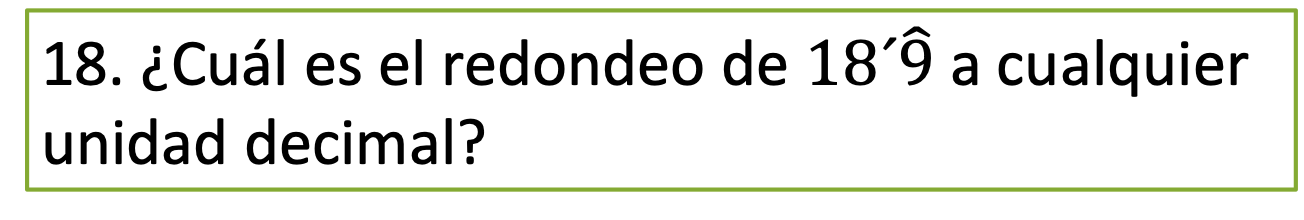 18. ¿Cuál es el redondeo de 18´9̂ a cualquier
unidad decimal?